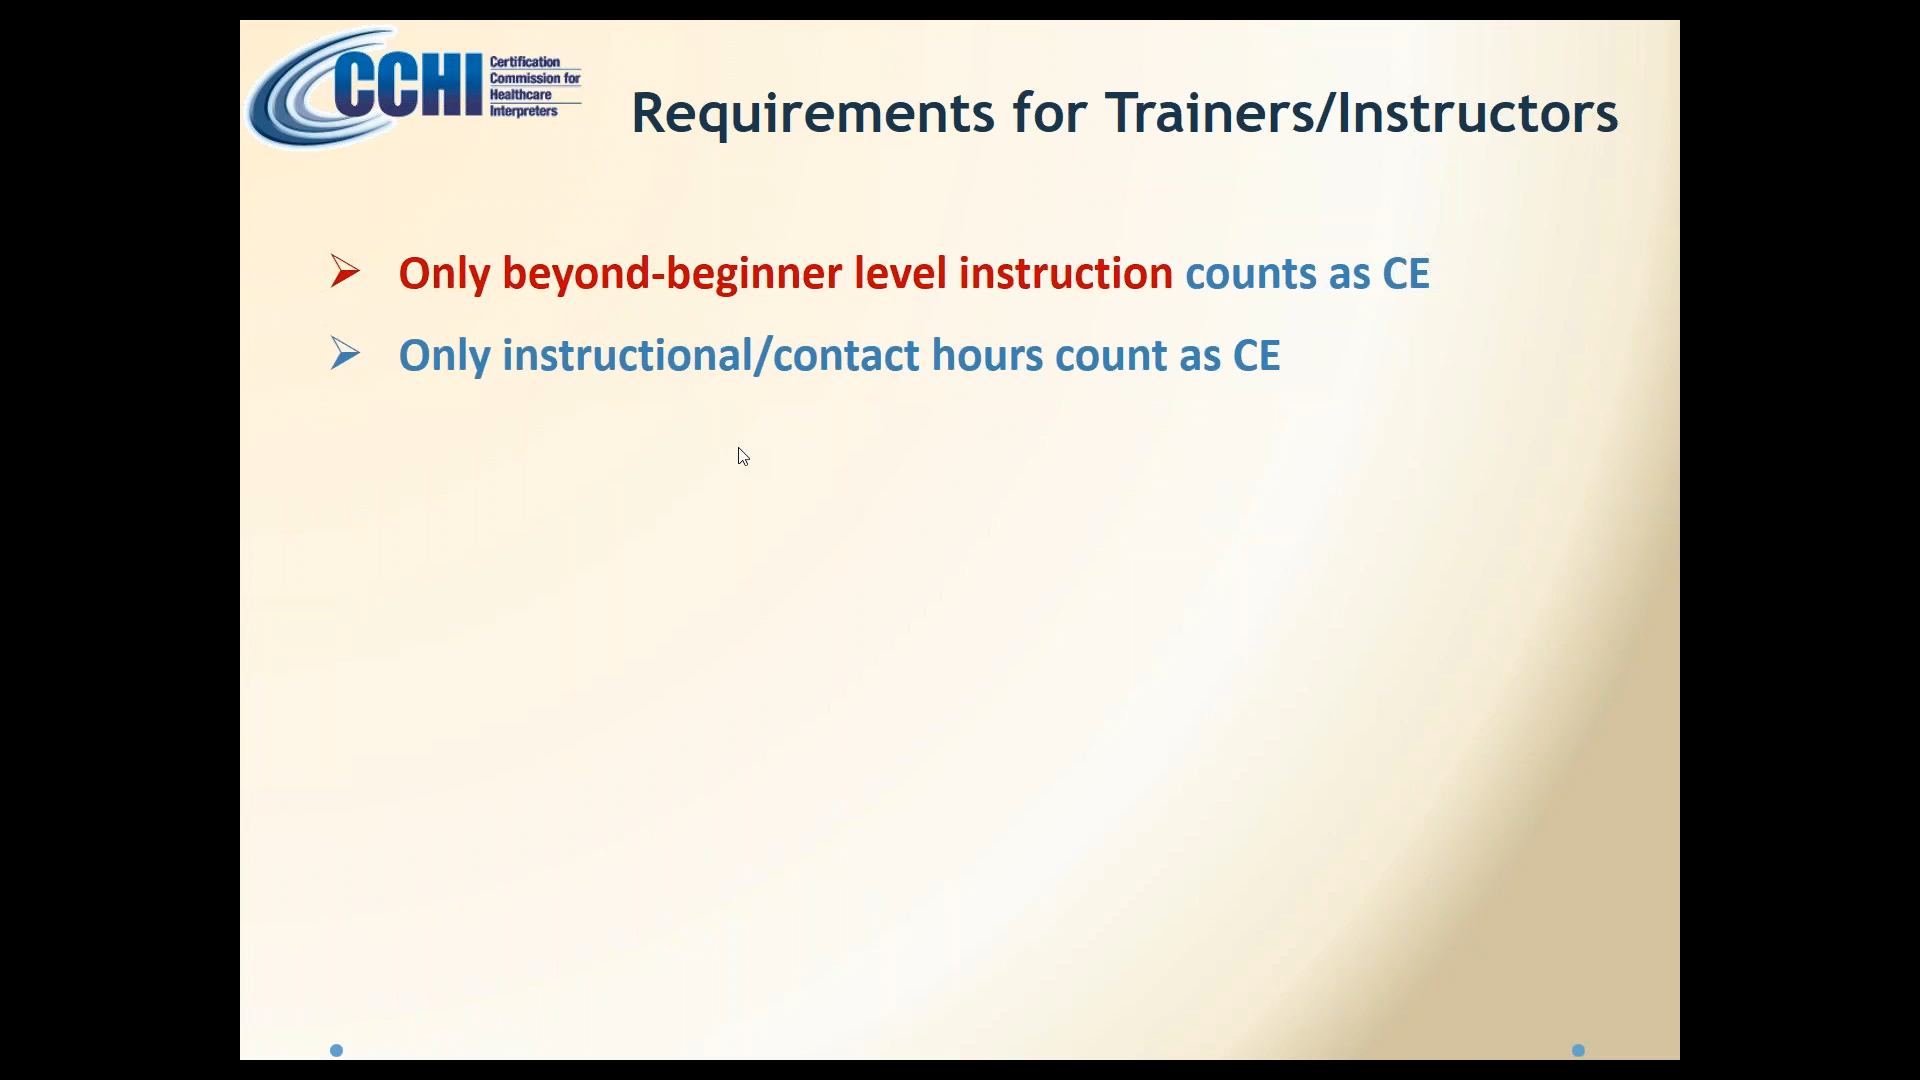 CCHI
Certification
Commission for
Healthcare
Interpreters
Requirements for Trainers/Instructors
Only beyond-beginner level instruction counts as CE
Only instructional/contact hours count as CE